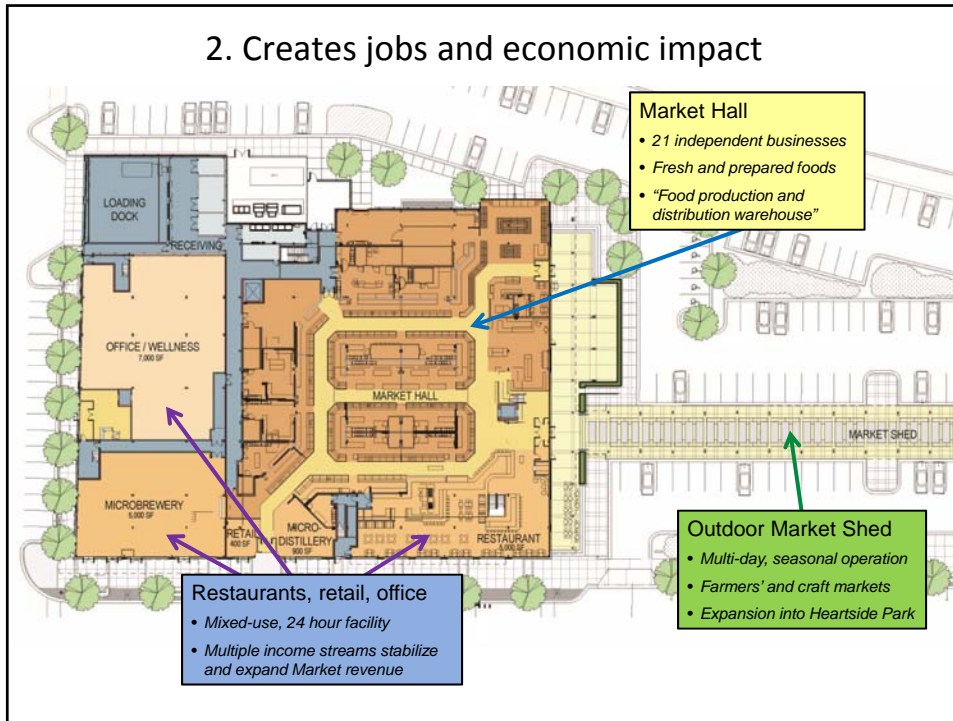 2. Creates jobs and economic impact
Market Hall
• 21 independent businesses
• Fresh and prepared foods
• “Food production and
distribution warehouse”
LOADING
DOCK
RECEIVING
OFFICE / WELLNESS
7,000 SF
MARKET HALL
MARKET SHED
MICROBREWERY
5,000 SF
RETAIL
400 SF
MICRO-
DISTILLERY
900 SF
RESTAURANT
5,000 SF
Outdoor Market Shed
• Multi-day, seasonal operation
• Farmers’ and craft markets
• Expansion into Heartside Park
Restaurants, retail, office
• Mixed-use, 24 hour facility
• Multiple income streams stabilize
and expand Market revenue